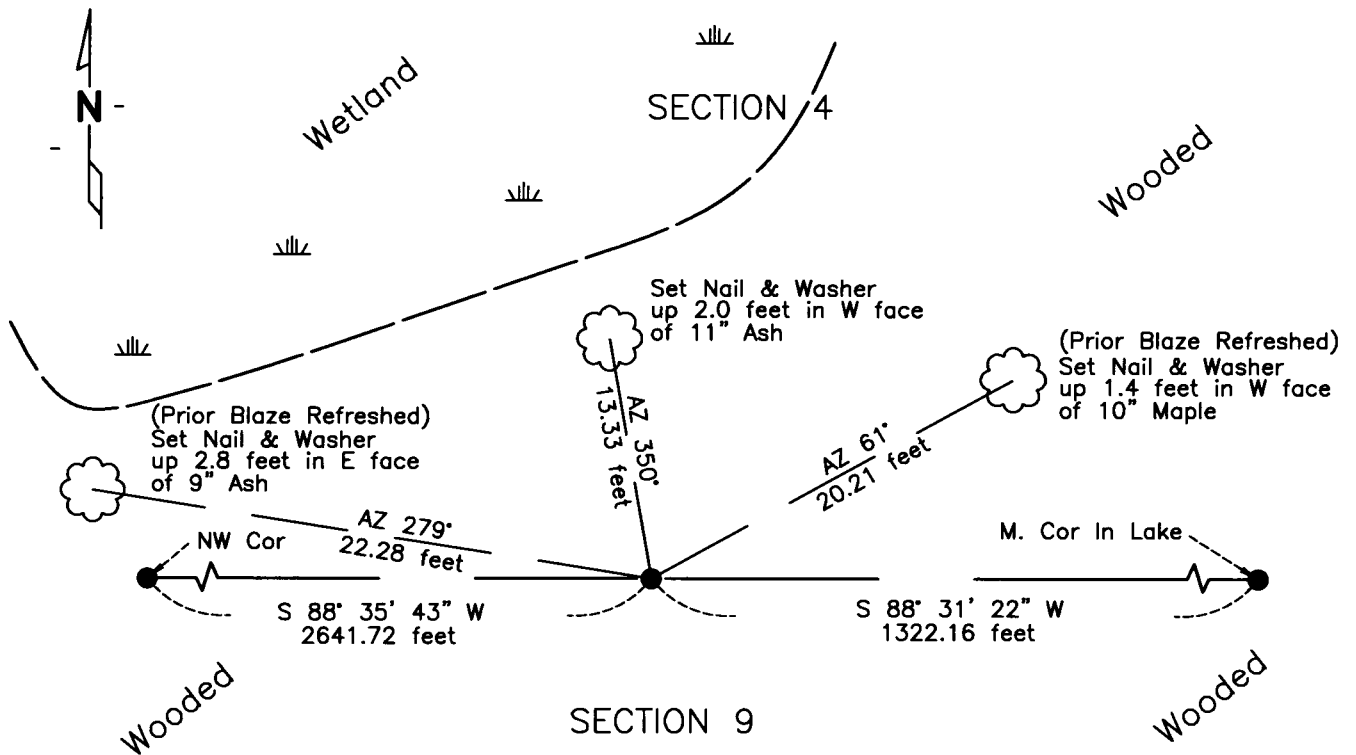 Wetland
SECTION 4
N
Wooded
Set Nail & Washer
up 2.0 feet in W face
of 11" Ash
(Prior Blaze Refreshed)
Set Nail & Washer
up 1.4 feet in W face
of 10" Maple
(Prior Blaze Refreshed)
Set Nail & Washer
up 2.8 feet in E face
of 9" Ash
AZ 350°
13.33 feet
AZ 61°
20.21 feet
AZ 279°
22.28 feet
NW Cor
M. Cor In Lake
S 88° 35' 43" W
2641.72 feet
S 88° 31' 22" W
1322.16 feet
Wooded
SECTION 9
Wooded